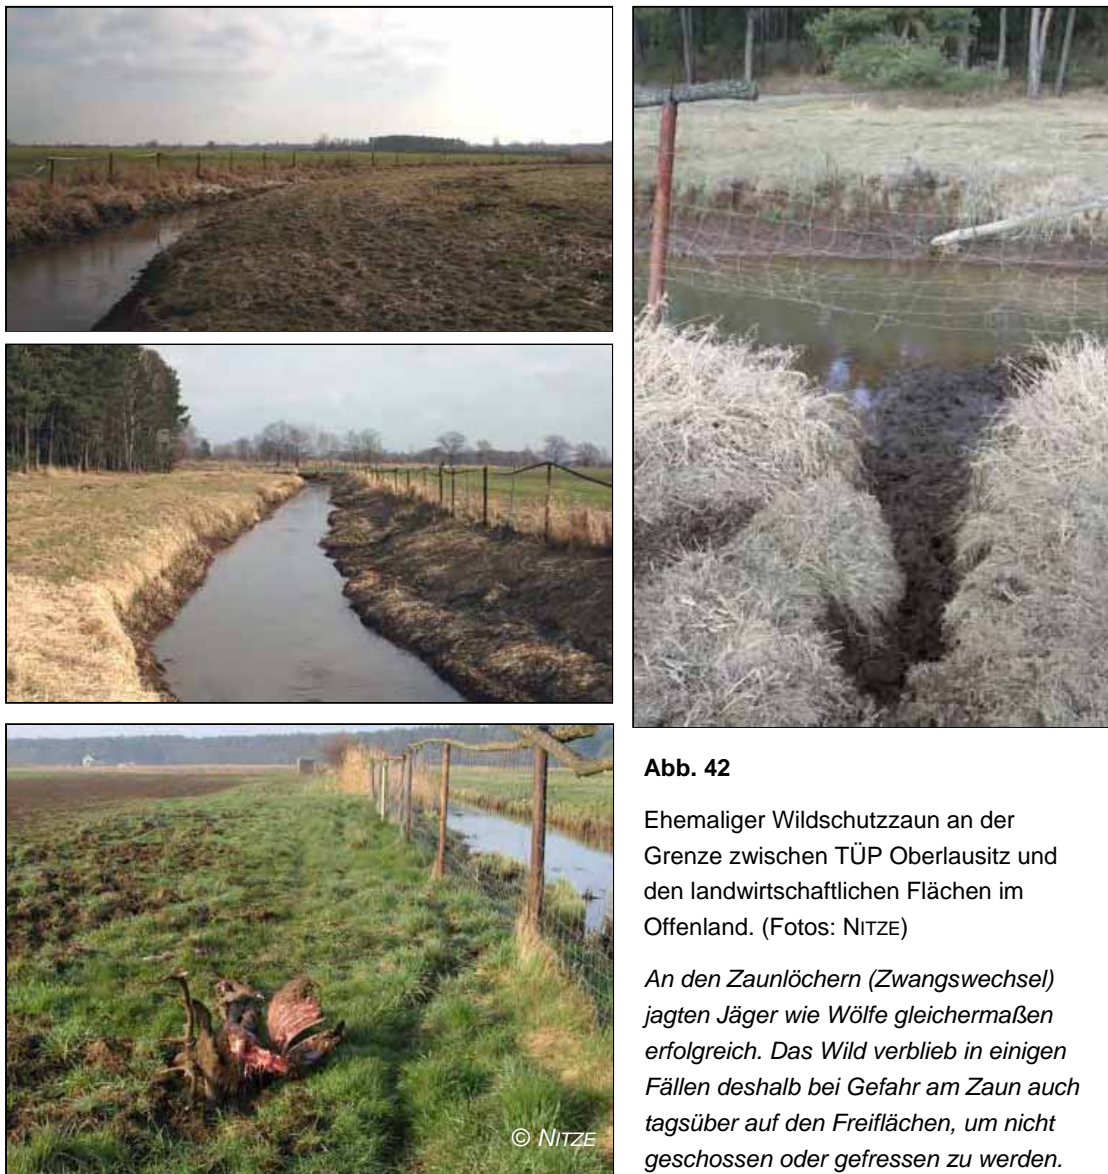 Abb. 42
Ehemaliger Wildschutzzaun an der
Grenze zwischen TÜP Oberlausitz und
den landwirtschaftlichen Flächen im
Offenland. (Fotos: NITZE)
An den Zaunlöchern (Zwangswechsel)
jagten Jäger wie Wölfe gleichermaßen
erfolgreich. Das Wild verblieb in einigen
Fällen deshalb bei Gefahr am Zaun auch
tagsüber auf den Freiflächen, um nicht
geschossen oder gefressen zu werden.
© NITZE